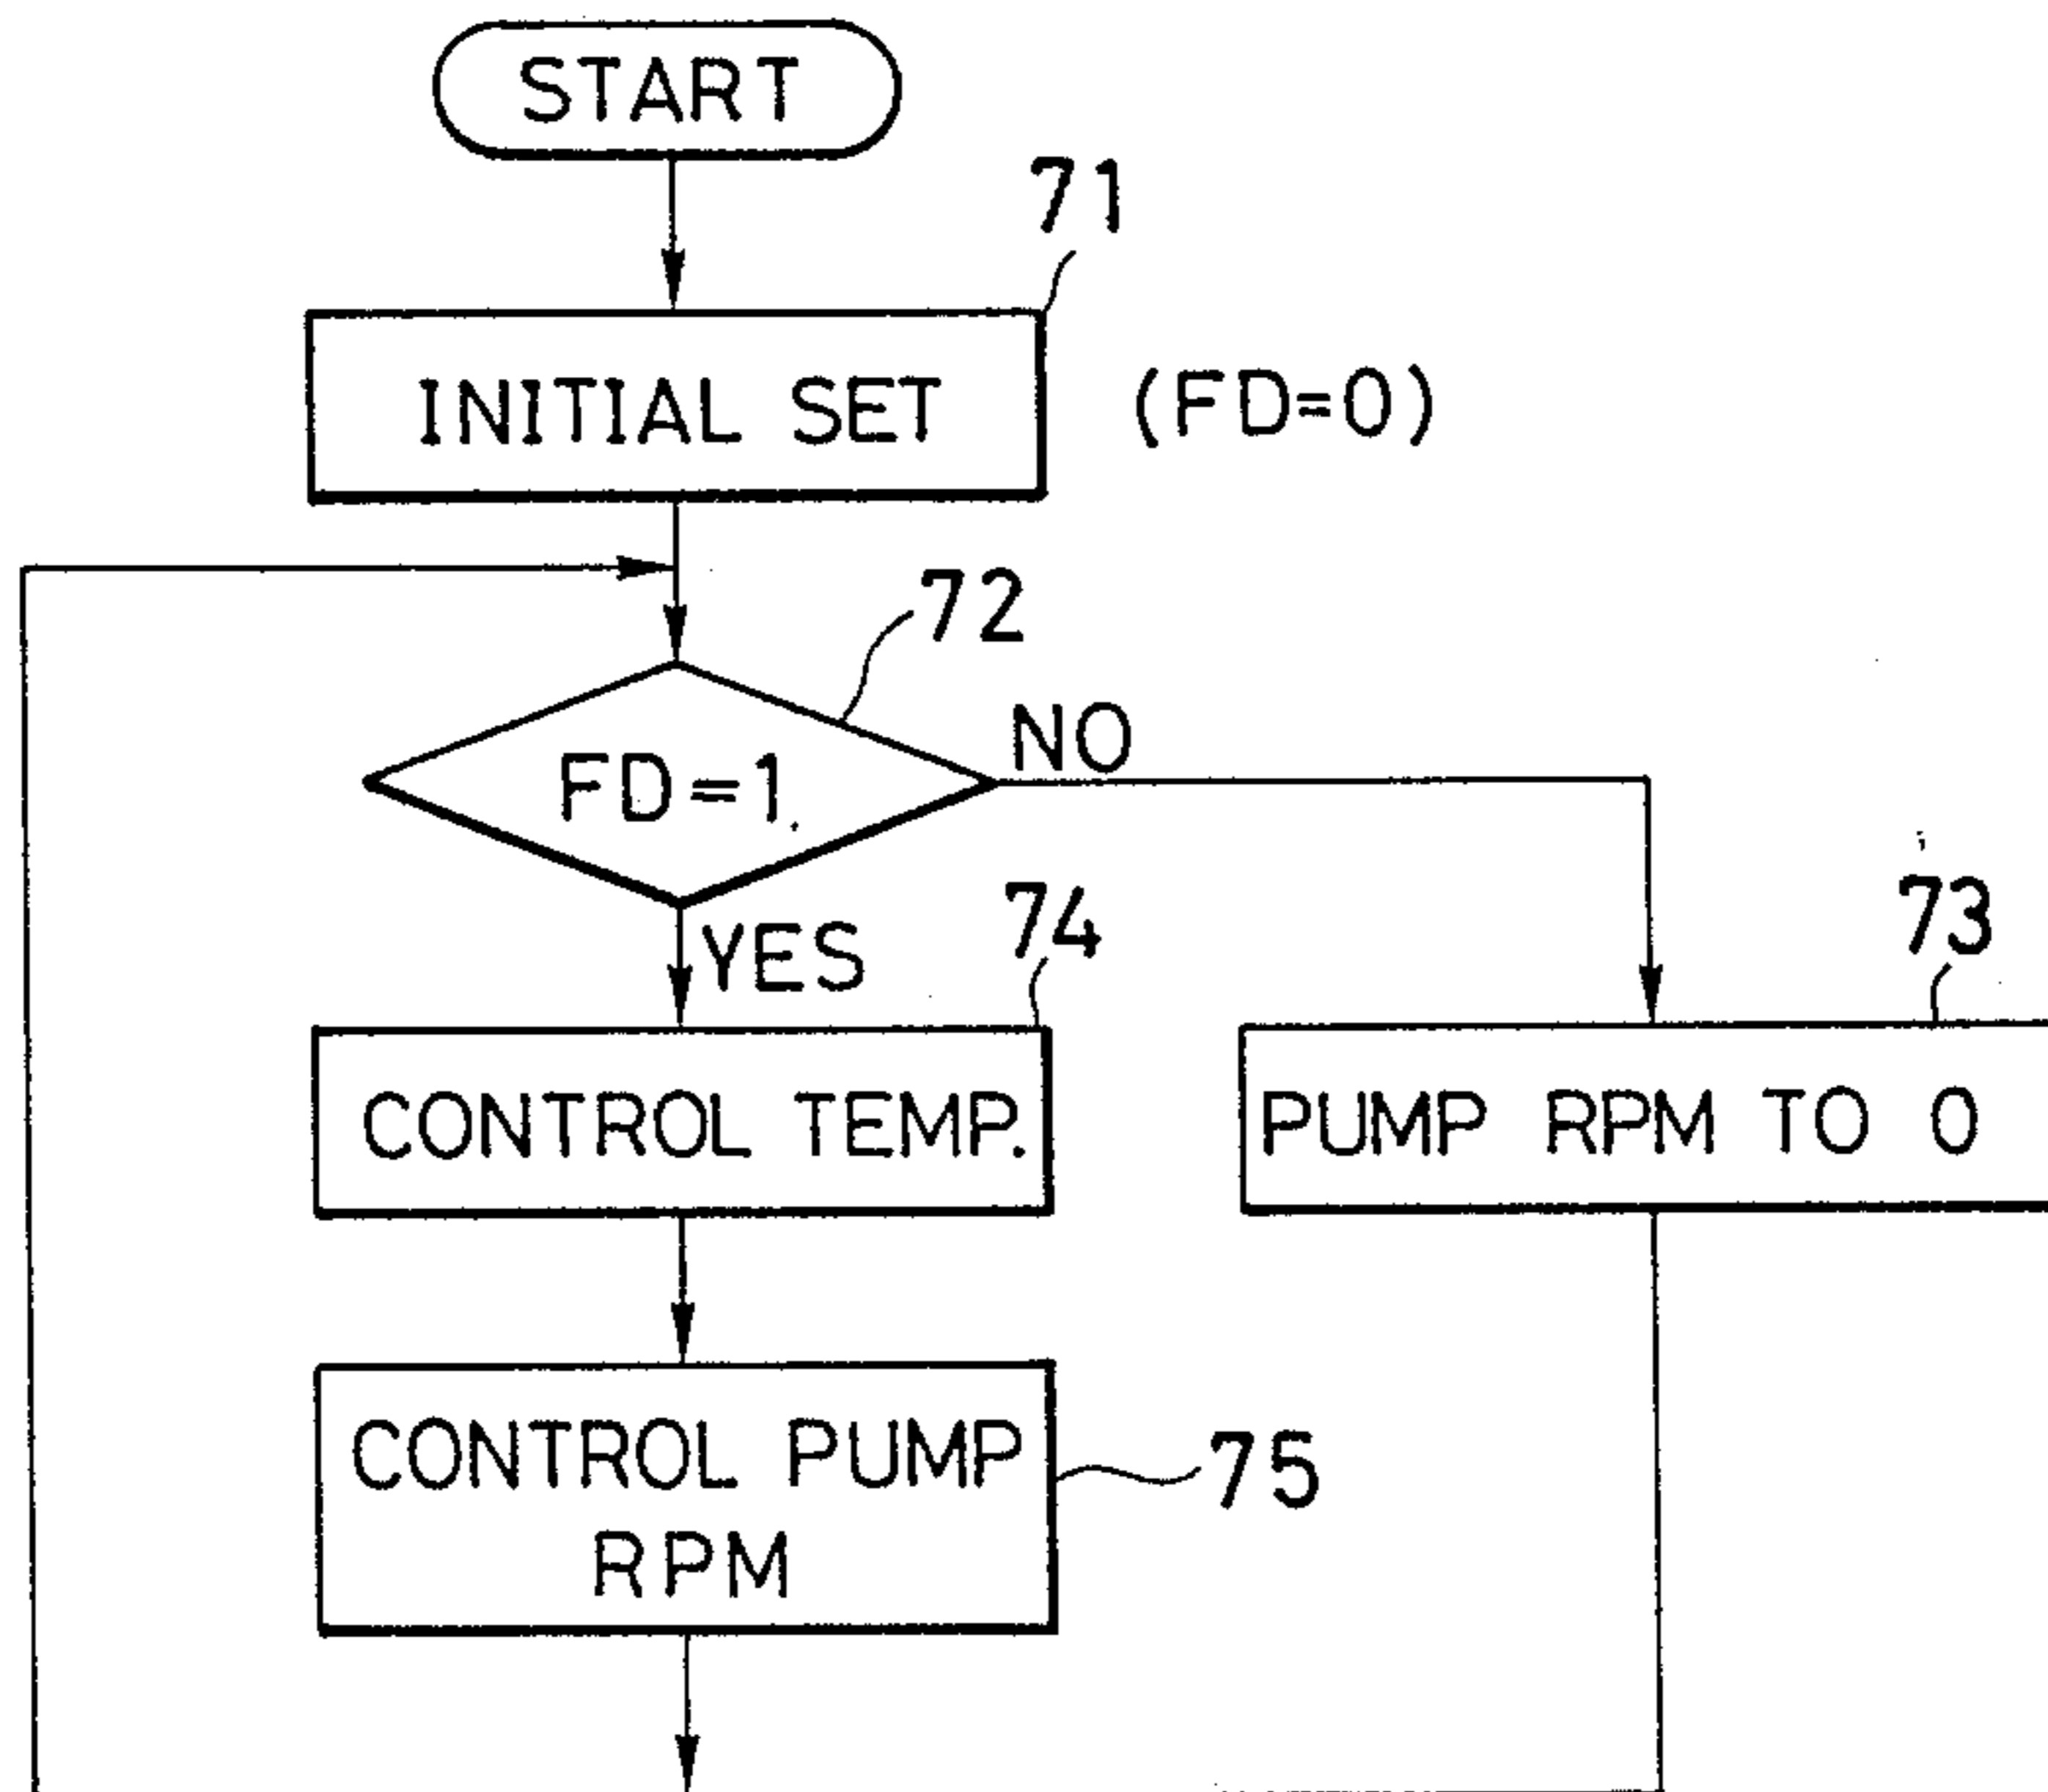 START
71
INITIAL SET
(FD=0)
72
FD=1
NO
YES
74
73
CONTROL TEMP.
PUMP RPM TO 0
CONTROL PUMP
RPM
75